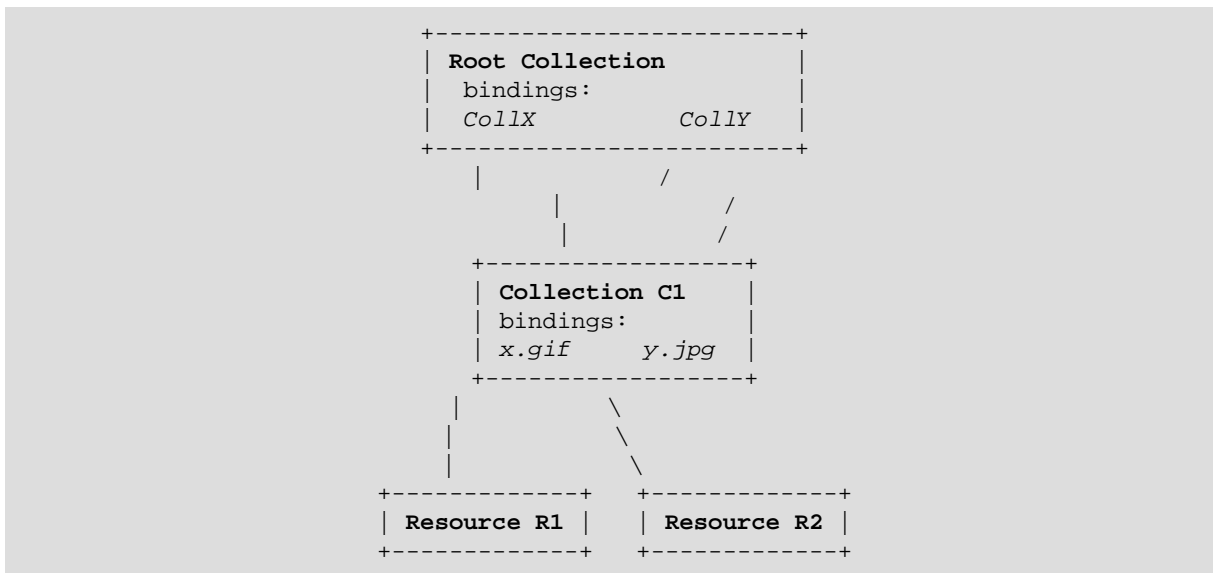 +-------------------------+
| Root Collection         |
|  bindings:              |
|  CollX          CollY   |
+-------------------------+
|            /
|           /
|          /
+------------------+
| Collection C1    |
| bindings:        |
| x.gif     y.jpg  |
+------------------+
|          \
|           \
|            \
+-------------+   +-------------+
| Resource R1 |   | Resource R2 |
+-------------+   +-------------+